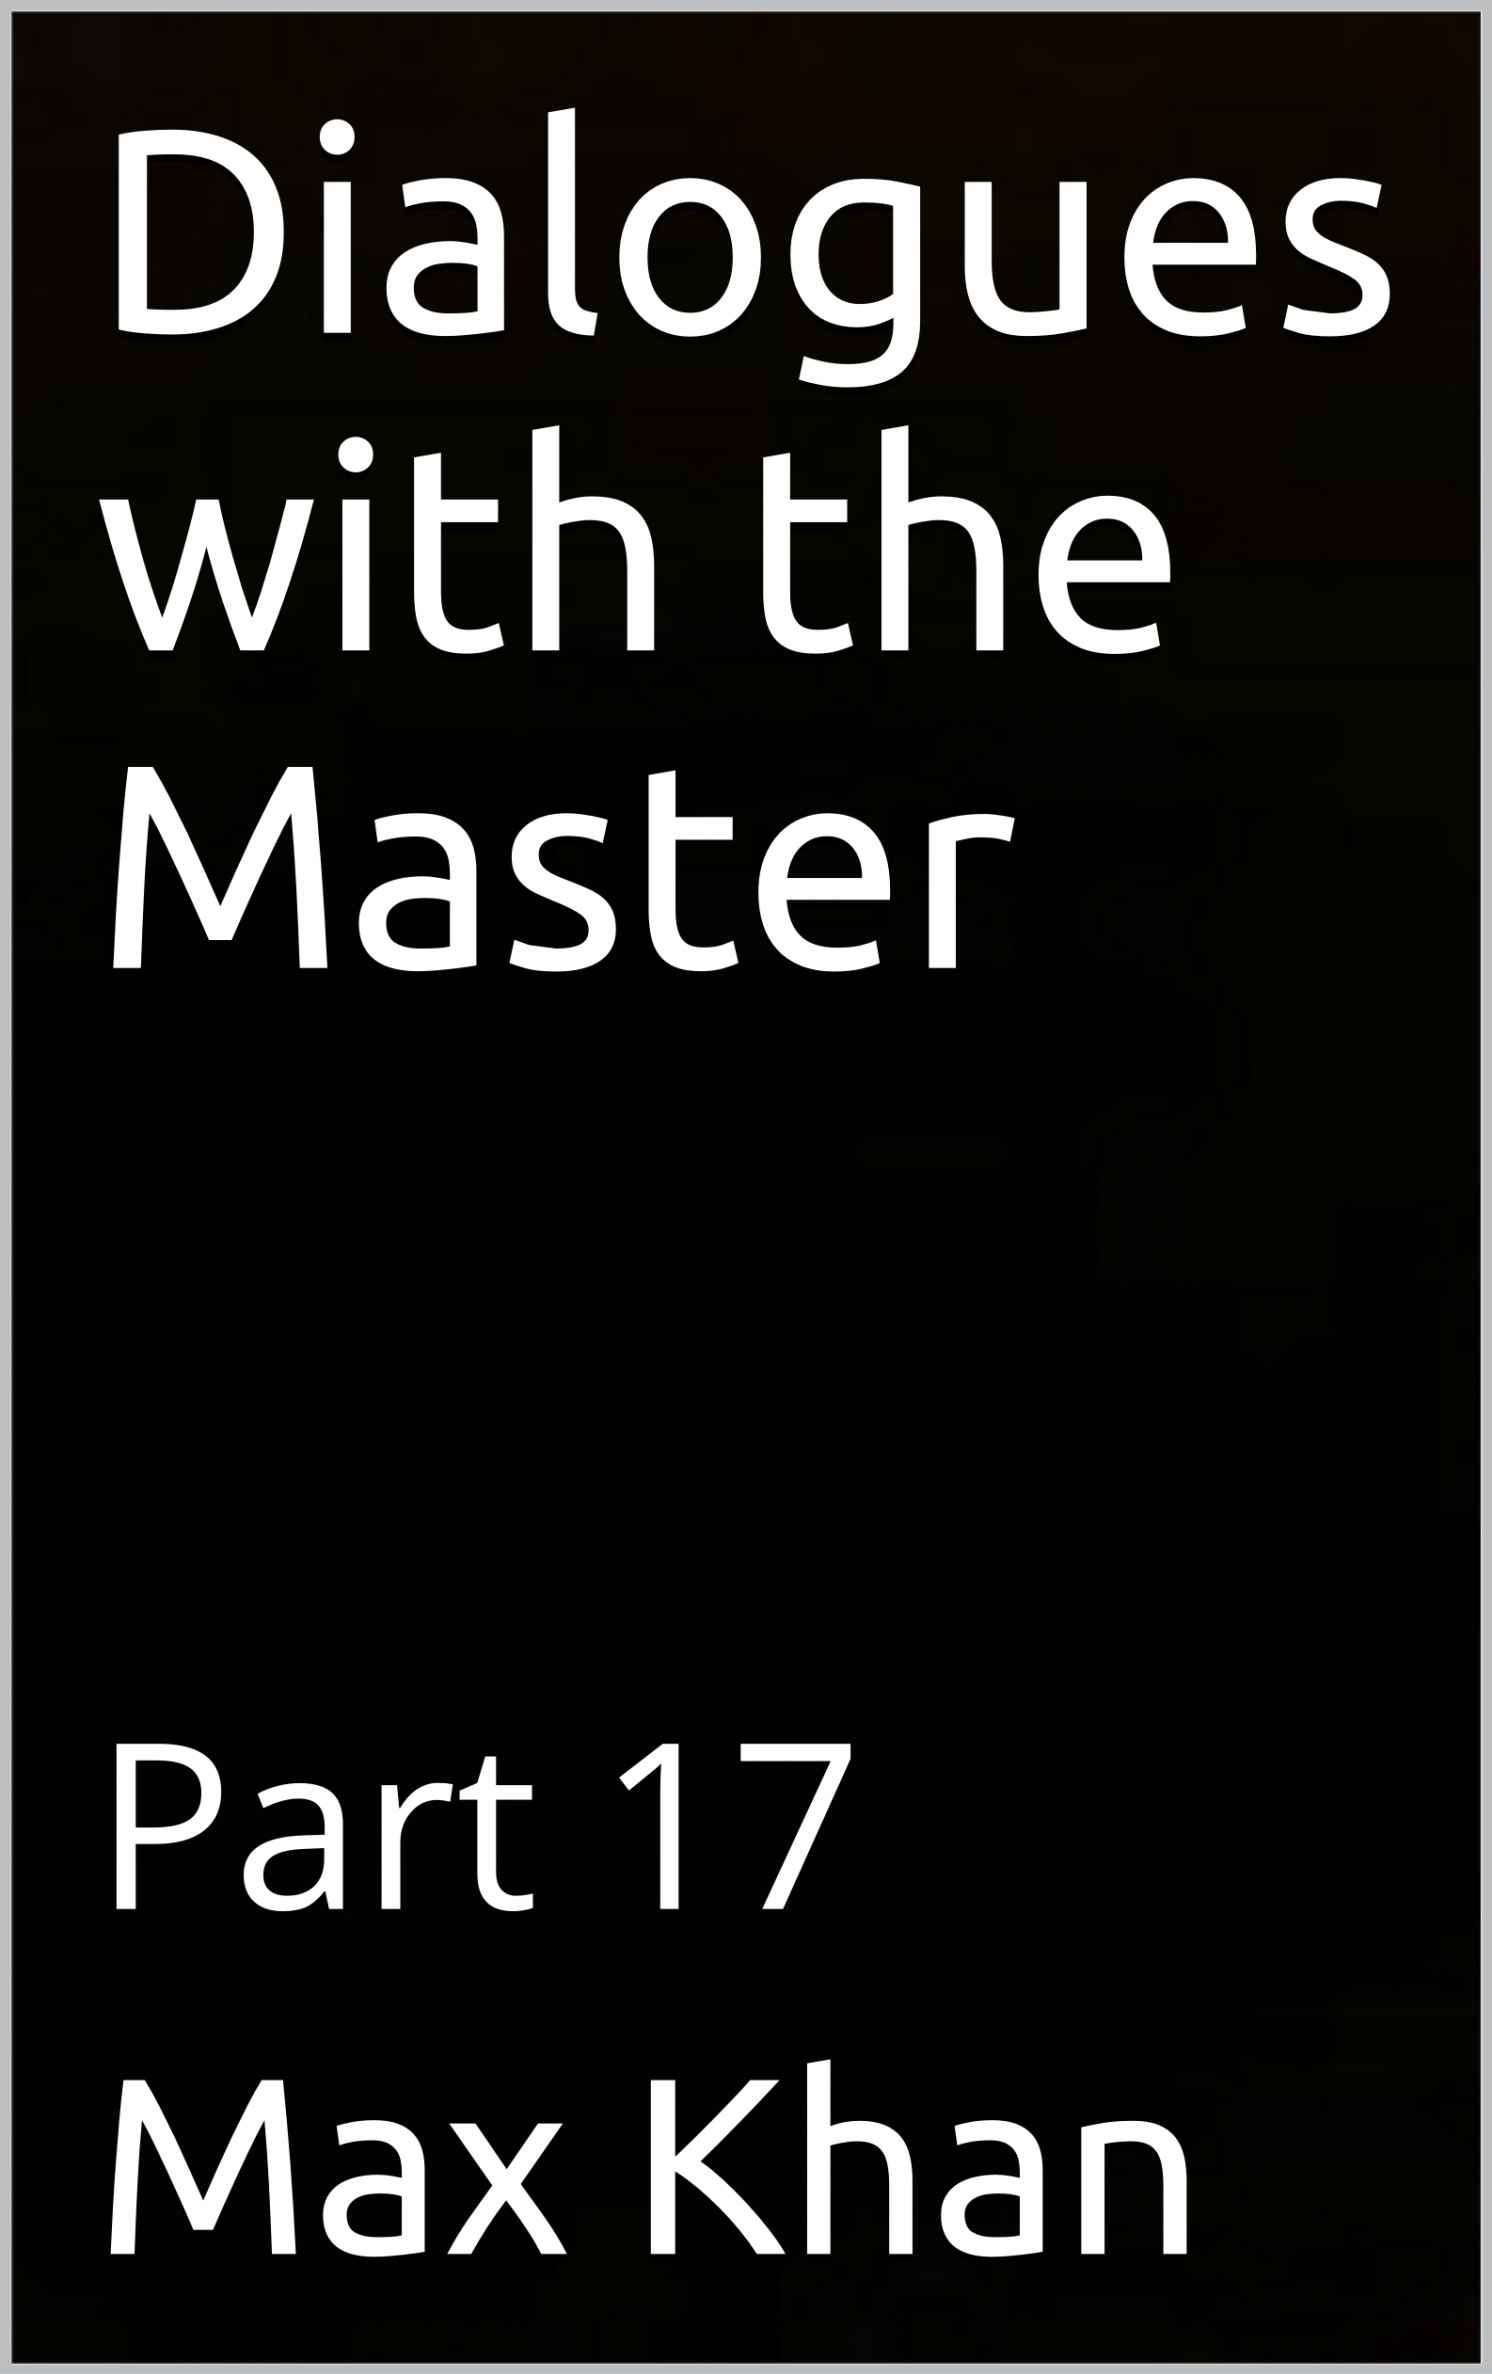 Dialogues
with the
Master
Part 17
Max Khan